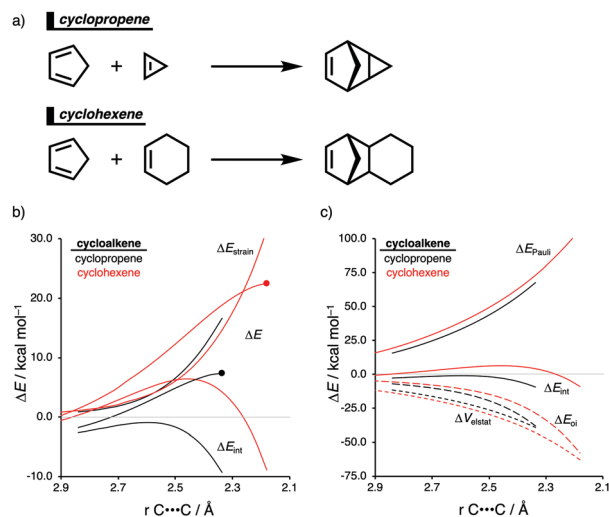 a)
cyclopropene
+
cyclohexene
+
b)
cycloalkene
cyclopropene
cyclohexene
ΔEstrain
ΔE
ΔEint
30.0
20.0
10.0
0.0
-10.0
ΔE / kcal mol⁻¹
2.9
2.7
2.5
2.3
2.1
r C•••C / Å
c)
cycloalkene
cyclopropene
cyclohexene
ΔEPauli
ΔEint
ΔEoi
ΔVelstat
100.0
75.0
50.0
25.0
0.0
-25.0
-50.0
-75.0
ΔE / kcal mol⁻¹
2.9
2.7
2.5
2.3
2.1
r C•••C / Å